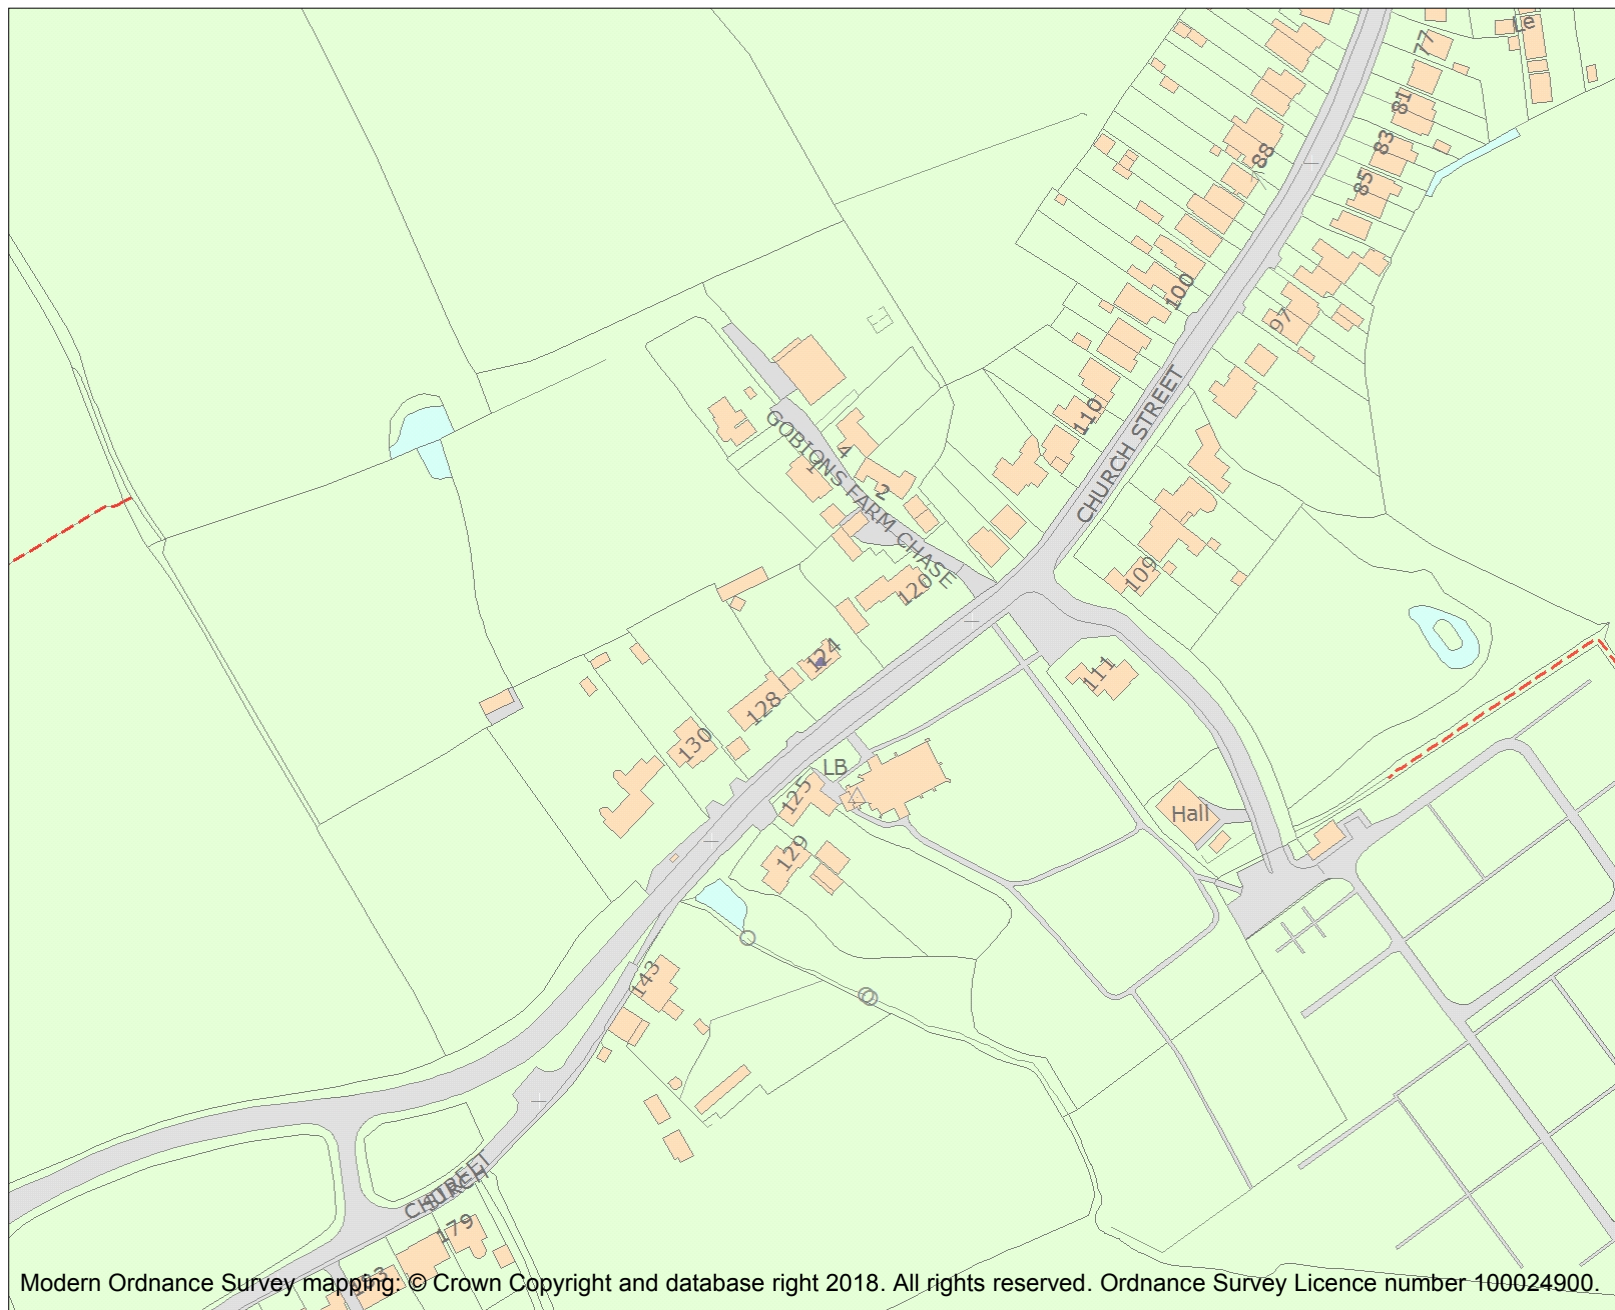 Le
77
81
83
88
85
100
97
110
CHURCH STREET
GOBIONS FARM CHASE
4
1
2
109
120
124
111
128
130
LB
125
Hall
129
143
CHURCH
STREET
179
Modern Ordnance Survey mapping: © Crown Copyright and database right 2018. All rights reserved. Ordnance Survey Licence number 100024900.